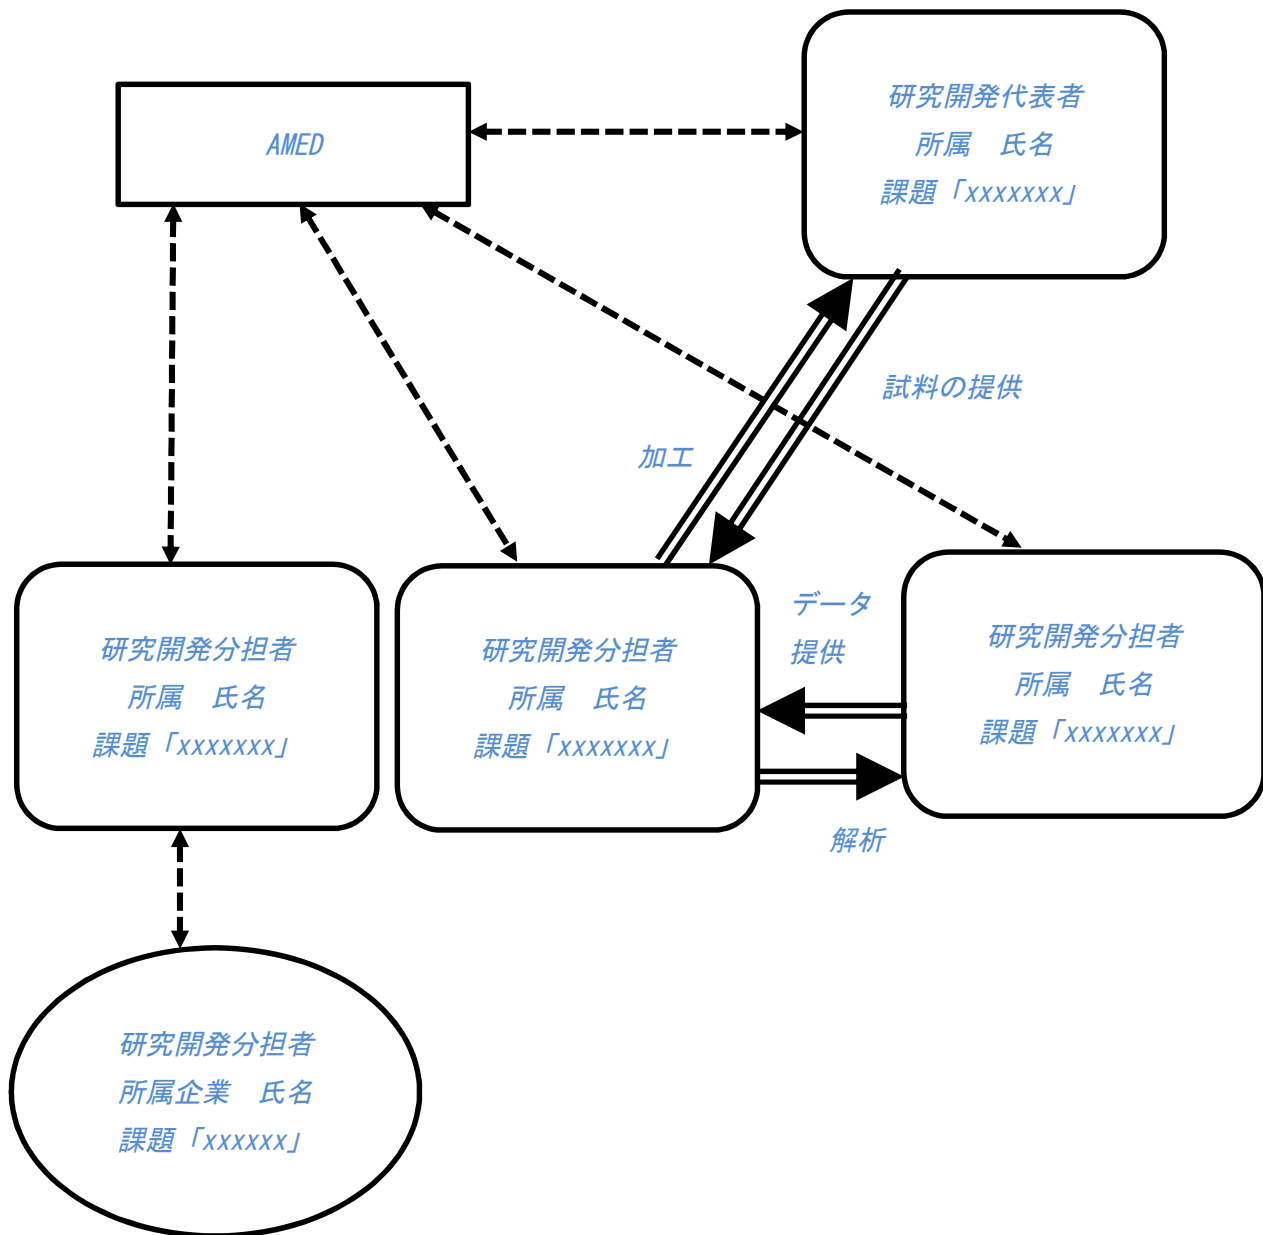 研究開発代表者
所属　氏名
課題「xxxxxxx」
AMED
試料の提供
加工
データ
提供
研究開発分担者
所属　氏名
課題「xxxxxxx」
研究開発分担者
所属　氏名
課題「xxxxxxx」
研究開発分担者
所属　氏名
課題「xxxxxxx」
解析
研究開発分担者
所属企業　氏名
課題「xxxxxx」